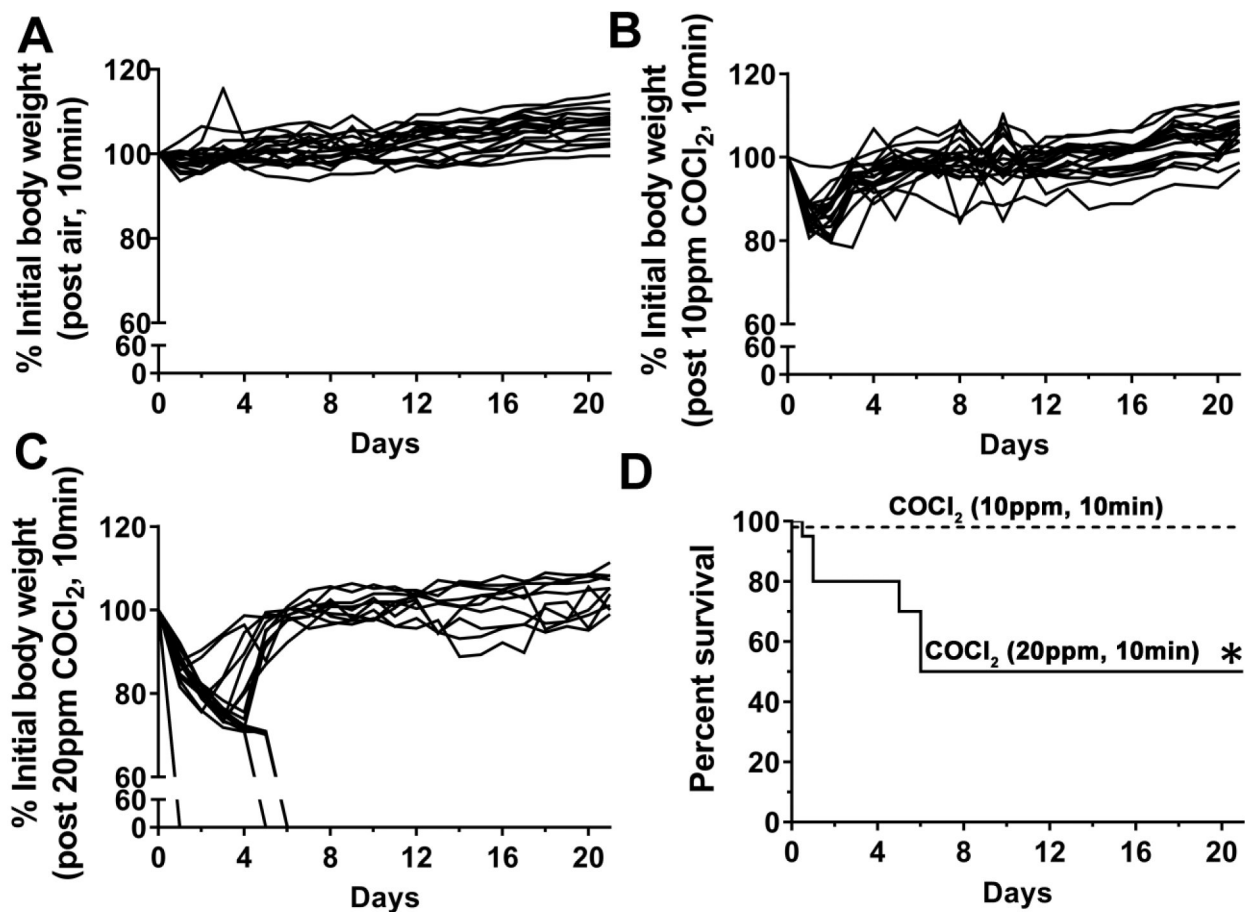 A
% Initial body weight
(post air, 10min)
120
100
80
60
60
0
0 4 8 12 16 20
Days
B
% Initial body weight
(post 10ppm COCl₂, 10min)
120
100
80
60
60
0
0 4 8 12 16 20
Days
C
% Initial body weight
(post 20ppm COCl₂, 10min)
120
100
80
60
60
0
0 4 8 12 16 20
Days
D
Percent survival
100
80
60
40
20
0
COCl₂ (10ppm, 10min)
COCl₂ (20ppm, 10min) *
0 4 8 12 16 20
Days